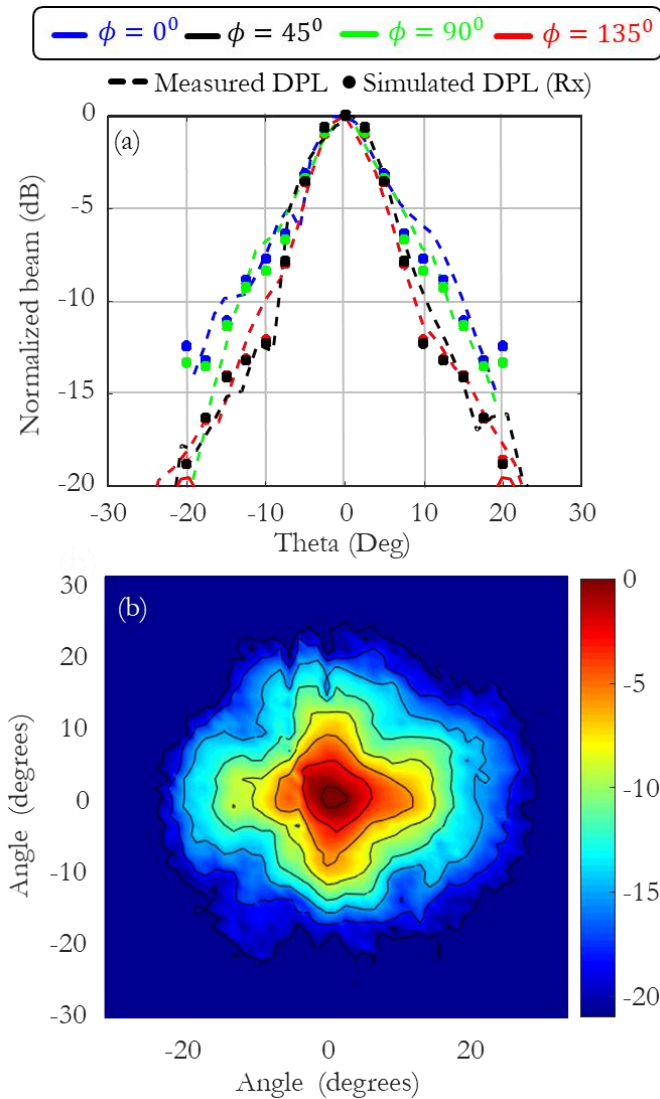 ϕ = 0⁰ ϕ = 45⁰ ϕ = 90⁰ ϕ = 135⁰
Measured DPL Simulated DPL (Rx)
(a)
Normalized beam (dB)
0
-5
-10
-15
-20
-30 -20 -10 0 10 20 30
Theta (Deg)
(b)
Angle (degrees)
30
20
10
0
-10
-20
-30
-20 0 20
Angle (degrees)
0
-5
-10
-15
-20